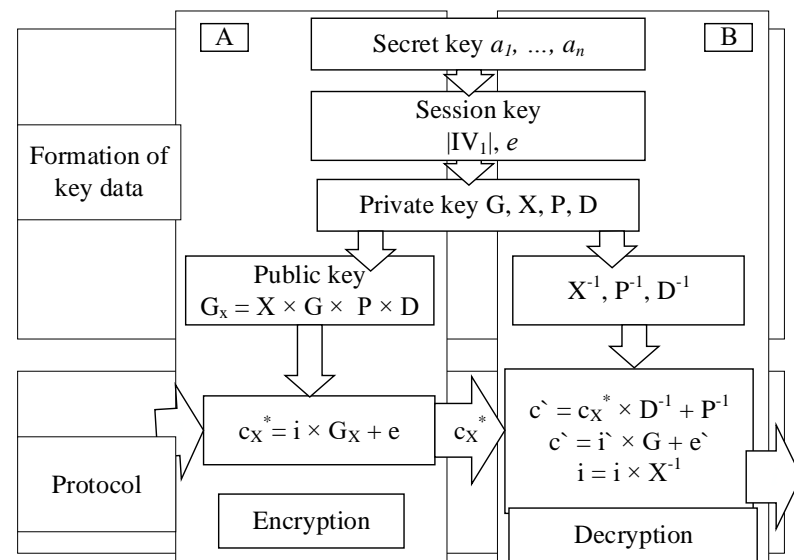 A
B
Secret key a₁, ..., aₙ
Session key
|IV₁|, e
Formation of
key data
Private key G, X, P, D
Public key
Gₓ = X × G × P × D
X⁻¹, P⁻¹, D⁻¹
cX* = i × GX + e
cX*
c` = cX* × D⁻¹ + P⁻¹
c` = i` × G + e`
i = i × X⁻¹
Protocol
Encryption
Decryption